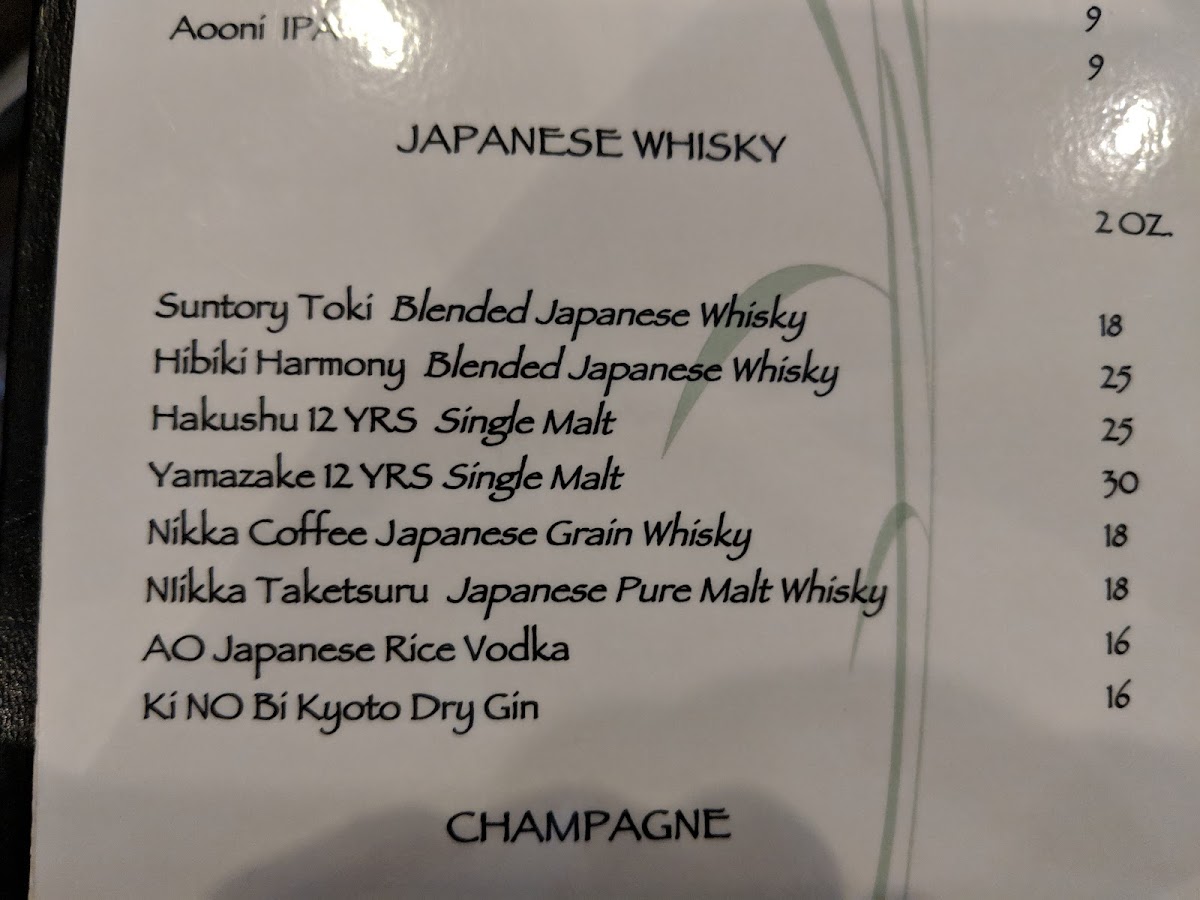 Aooni IPA 9
9
JAPANESE WHISKY
2 OZ.
Suntory Toki Blended Japanese Whisky 18
Hibiki Harmony Blended Japanese Whisky 25
Hakushu 12 YRS Single Malt 25
Yamazake 12 YRS Single Malt 30
Nikka Coffee Japanese Grain Whisky 18
NIikka Taketsuru Japanese Pure Malt Whisky 18
AO Japanese Rice Vodka 16
Ki NO Bi Kyoto Dry Gin 16
CHAMPAGNE